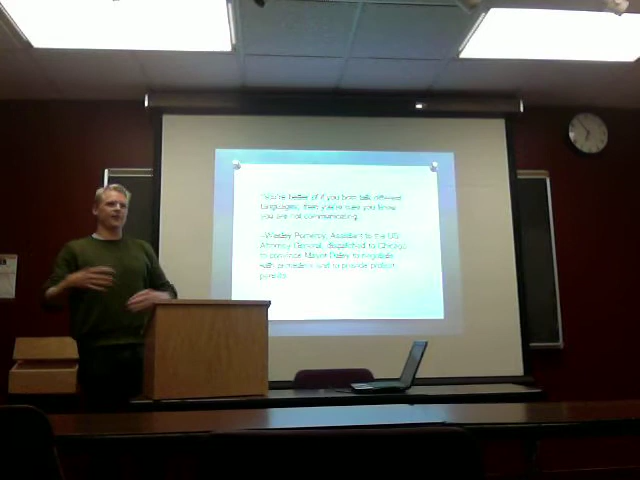 "You're better off if you both talk different
languages, then you're sure you know
you are not communicating.
-Wesley Pomeroy, Assistant to the US
Attorney General, dispatched to Chicago
to convince Mayor Daley to negotiate
with and to provide protest
permits